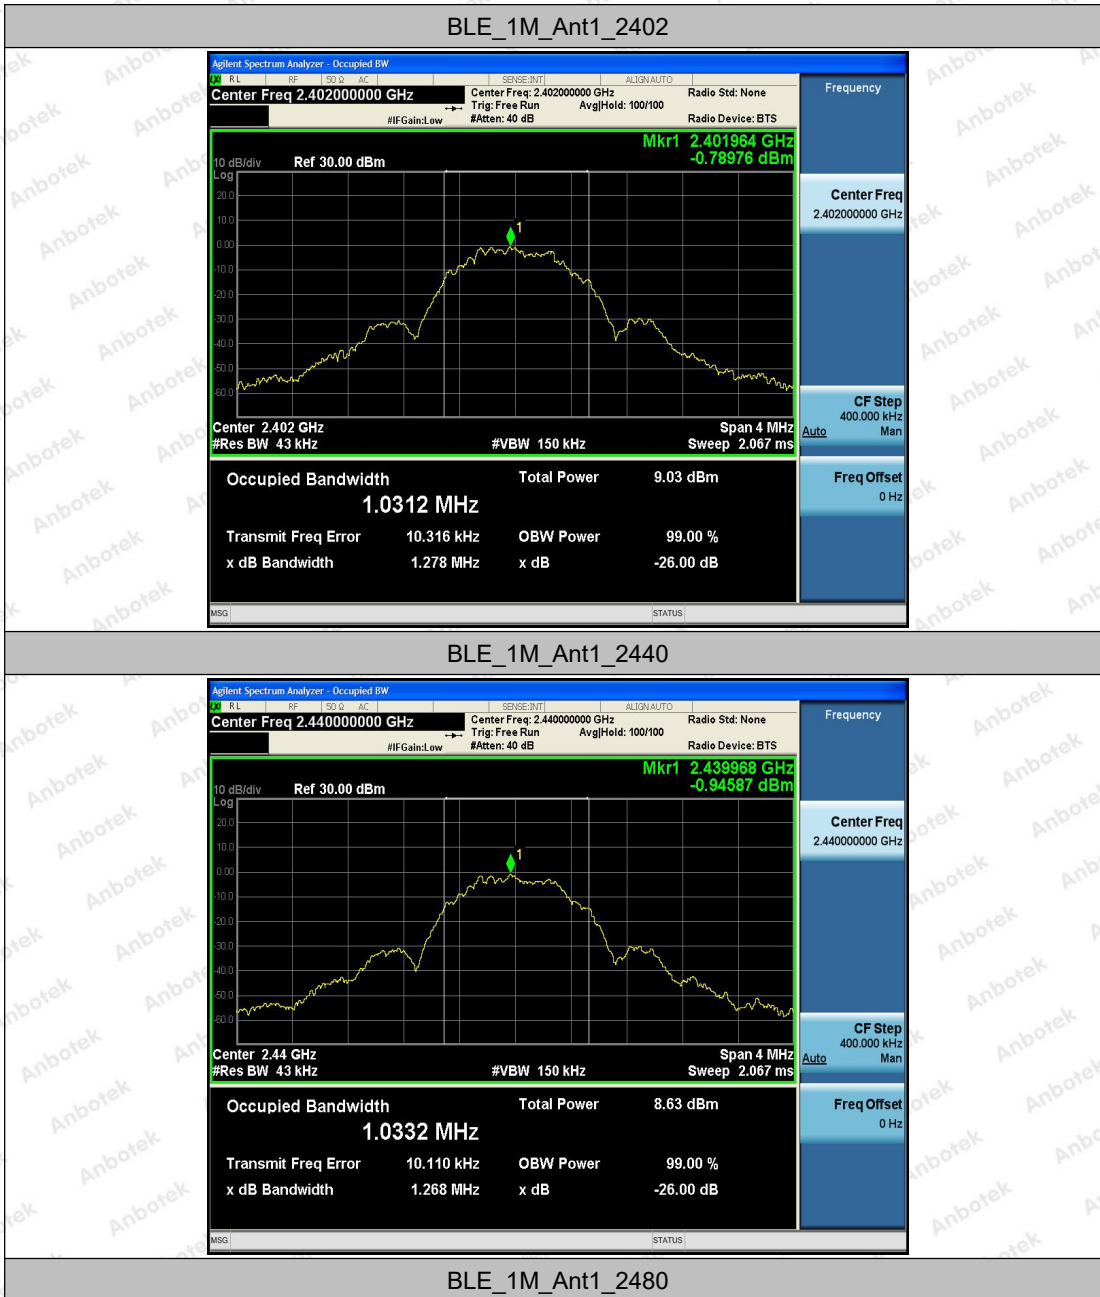 BLE_1M_Ant1_2402
Agilent Spectrum Analyzer - Occupied BW
LXI RL RF 50 Ω AC SENSE:INT ALIGNAUTO
Center Freq 2.402000000 GHz
Center Freq: 2.402000000 GHz Radio Std: None
Trig: Free Run Avg|Hold: 100/100
#IFGain:Low #Atten: 40 dB Radio Device: BTS
Mkr1 2.401964 GHz
-0.78976 dBm
10 dB/div Ref 30.00 dBm
Log
20.0
10.0
0.00
-10.0
-20.0
-30.0
-40.0
-50.0
-60.0
1
Center 2.402 GHz Span 4 MHz
#Res BW 43 kHz #VBW 150 kHz Sweep 2.067 ms
Occupied Bandwidth Total Power 9.03 dBm
1.0312 MHz
Transmit Freq Error 10.316 kHz OBW Power 99.00 %
x dB Bandwidth 1.278 MHz x dB -26.00 dB
MSG STATUS
Frequency
Center Freq
2.402000000 GHz
CF Step
400.000 kHz
Auto Man
Freq Offset
0 Hz
BLE_1M_Ant1_2440
Agilent Spectrum Analyzer - Occupied BW
LXI RL RF 50 Ω AC SENSE:INT ALIGNAUTO
Center Freq 2.440000000 GHz
Center Freq: 2.440000000 GHz Radio Std: None
Trig: Free Run Avg|Hold: 100/100
#IFGain:Low #Atten: 40 dB Radio Device: BTS
Mkr1 2.439968 GHz
-0.94587 dBm
10 dB/div Ref 30.00 dBm
Log
20.0
10.0
0.00
-10.0
-20.0
-30.0
-40.0
-50.0
-60.0
1
Center 2.44 GHz Span 4 MHz
#Res BW 43 kHz #VBW 150 kHz Sweep 2.067 ms
Occupied Bandwidth Total Power 8.63 dBm
1.0332 MHz
Transmit Freq Error 10.110 kHz OBW Power 99.00 %
x dB Bandwidth 1.268 MHz x dB -26.00 dB
MSG STATUS
Frequency
Center Freq
2.440000000 GHz
CF Step
400.000 kHz
Auto Man
Freq Offset
0 Hz
BLE_1M_Ant1_2480
Anbotek